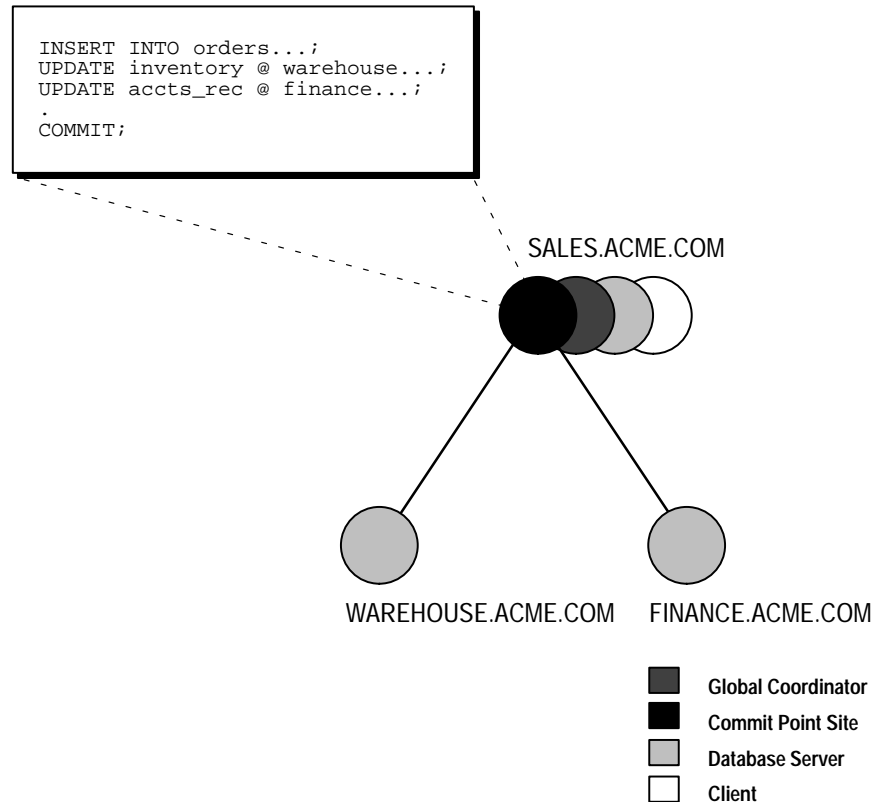 INSERT INTO orders...;
UPDATE inventory @ warehouse...;
UPDATE accts_rec @ finance...;
.
COMMIT;
SALES.ACME.COM
WAREHOUSE.ACME.COM
FINANCE.ACME.COM
Global Coordinator
Commit Point Site
Database Server
Client